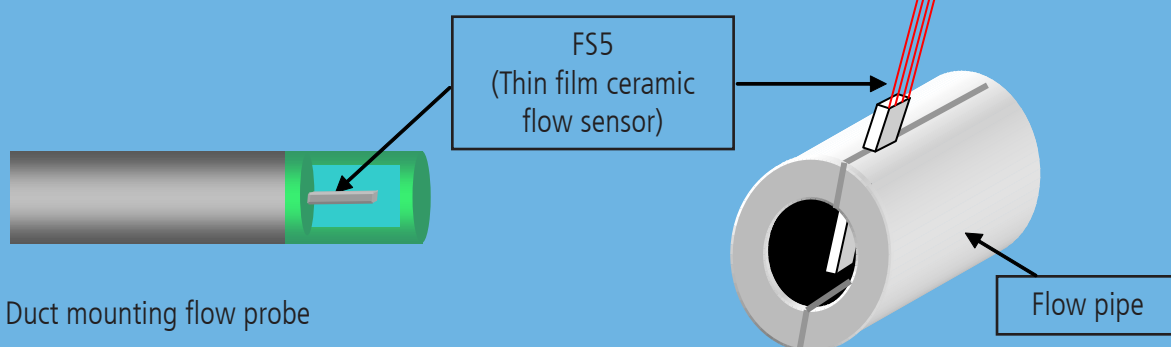 FS5
(Thin film ceramic
flow sensor)
Duct mounting flow probe
Flow pipe